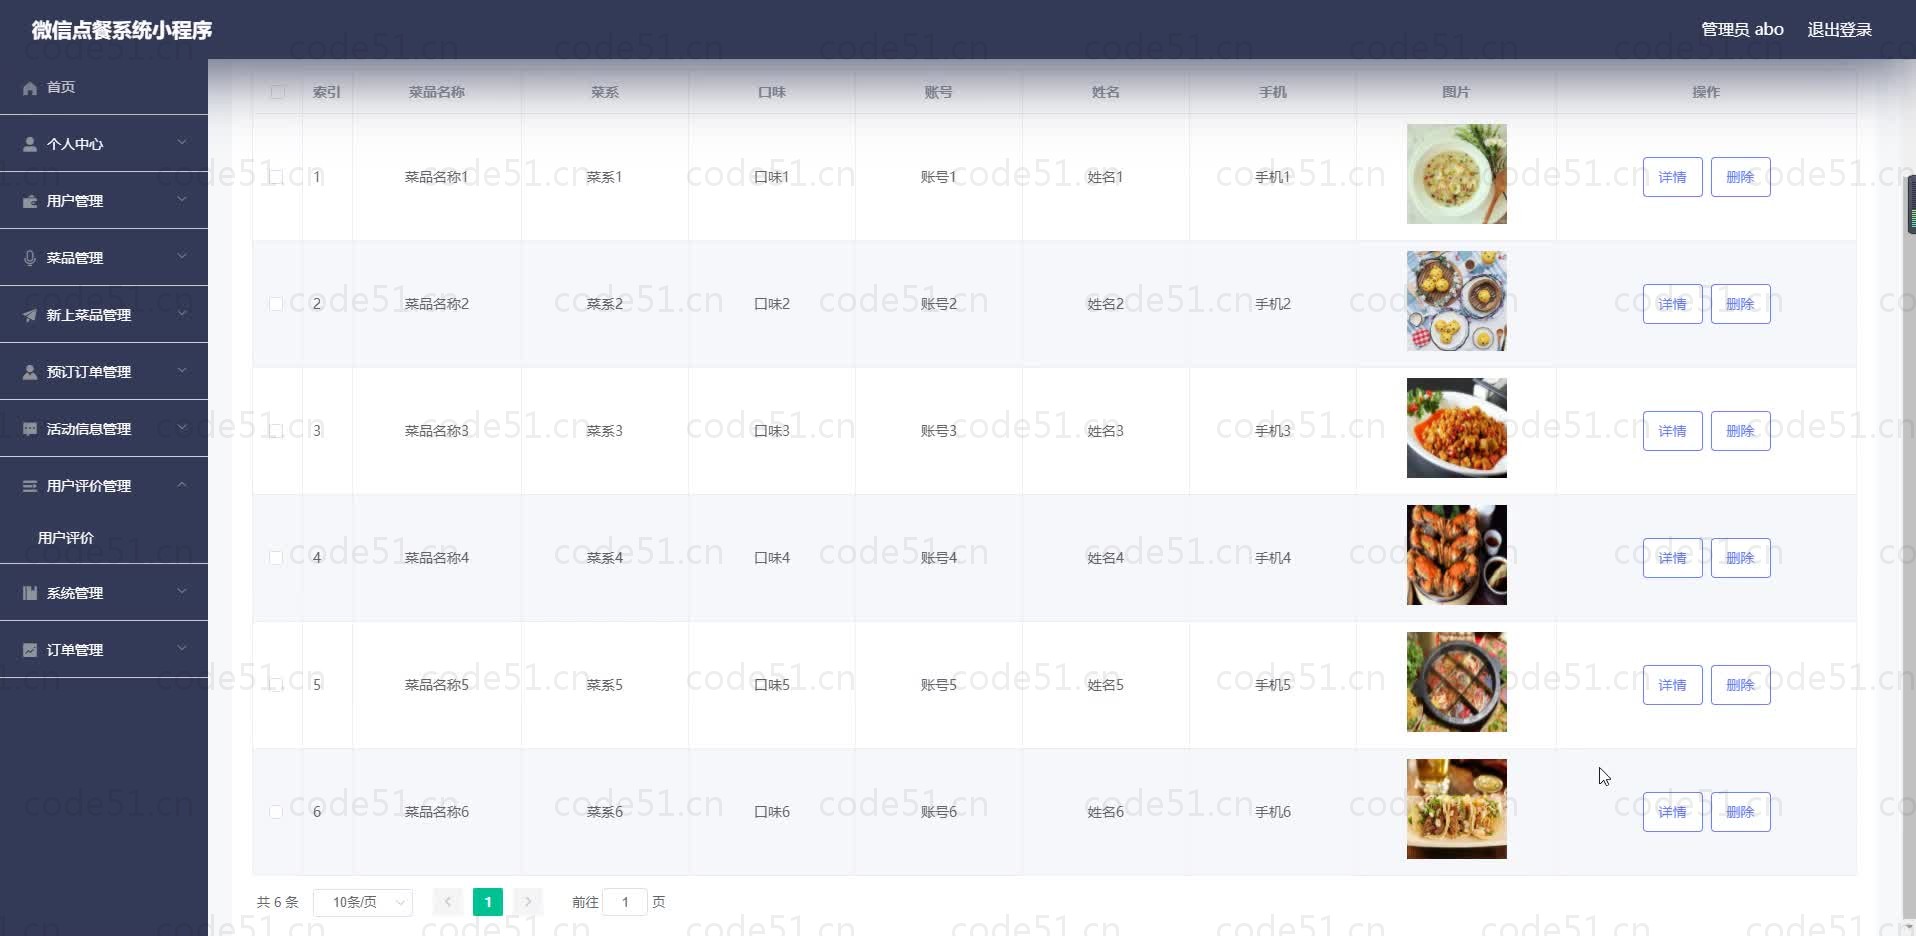 微信点餐系统小程序
管理员 abo 退出登录
首页
个人中心
用户管理
菜品管理
新上菜品管理
预订订单管理
活动信息管理
用户评价管理
用户评价
系统管理
订单管理
索引 菜品名称 菜系 口味 账号 姓名 手机 图片 操作
1 菜品名称1 菜系1 口味1 账号1 姓名1 手机1 详情 删除
2 菜品名称2 菜系2 口味2 账号2 姓名2 手机2 详情 删除
3 菜品名称3 菜系3 口味3 账号3 姓名3 手机3 详情 删除
4 菜品名称4 菜系4 口味4 账号4 姓名4 手机4 详情 删除
5 菜品名称5 菜系5 口味5 账号5 姓名5 手机5 详情 删除
6 菜品名称6 菜系6 口味6 账号6 姓名6 手机6 详情 删除
共 6 条 10条/页 1 前往 1 页
code51.cn